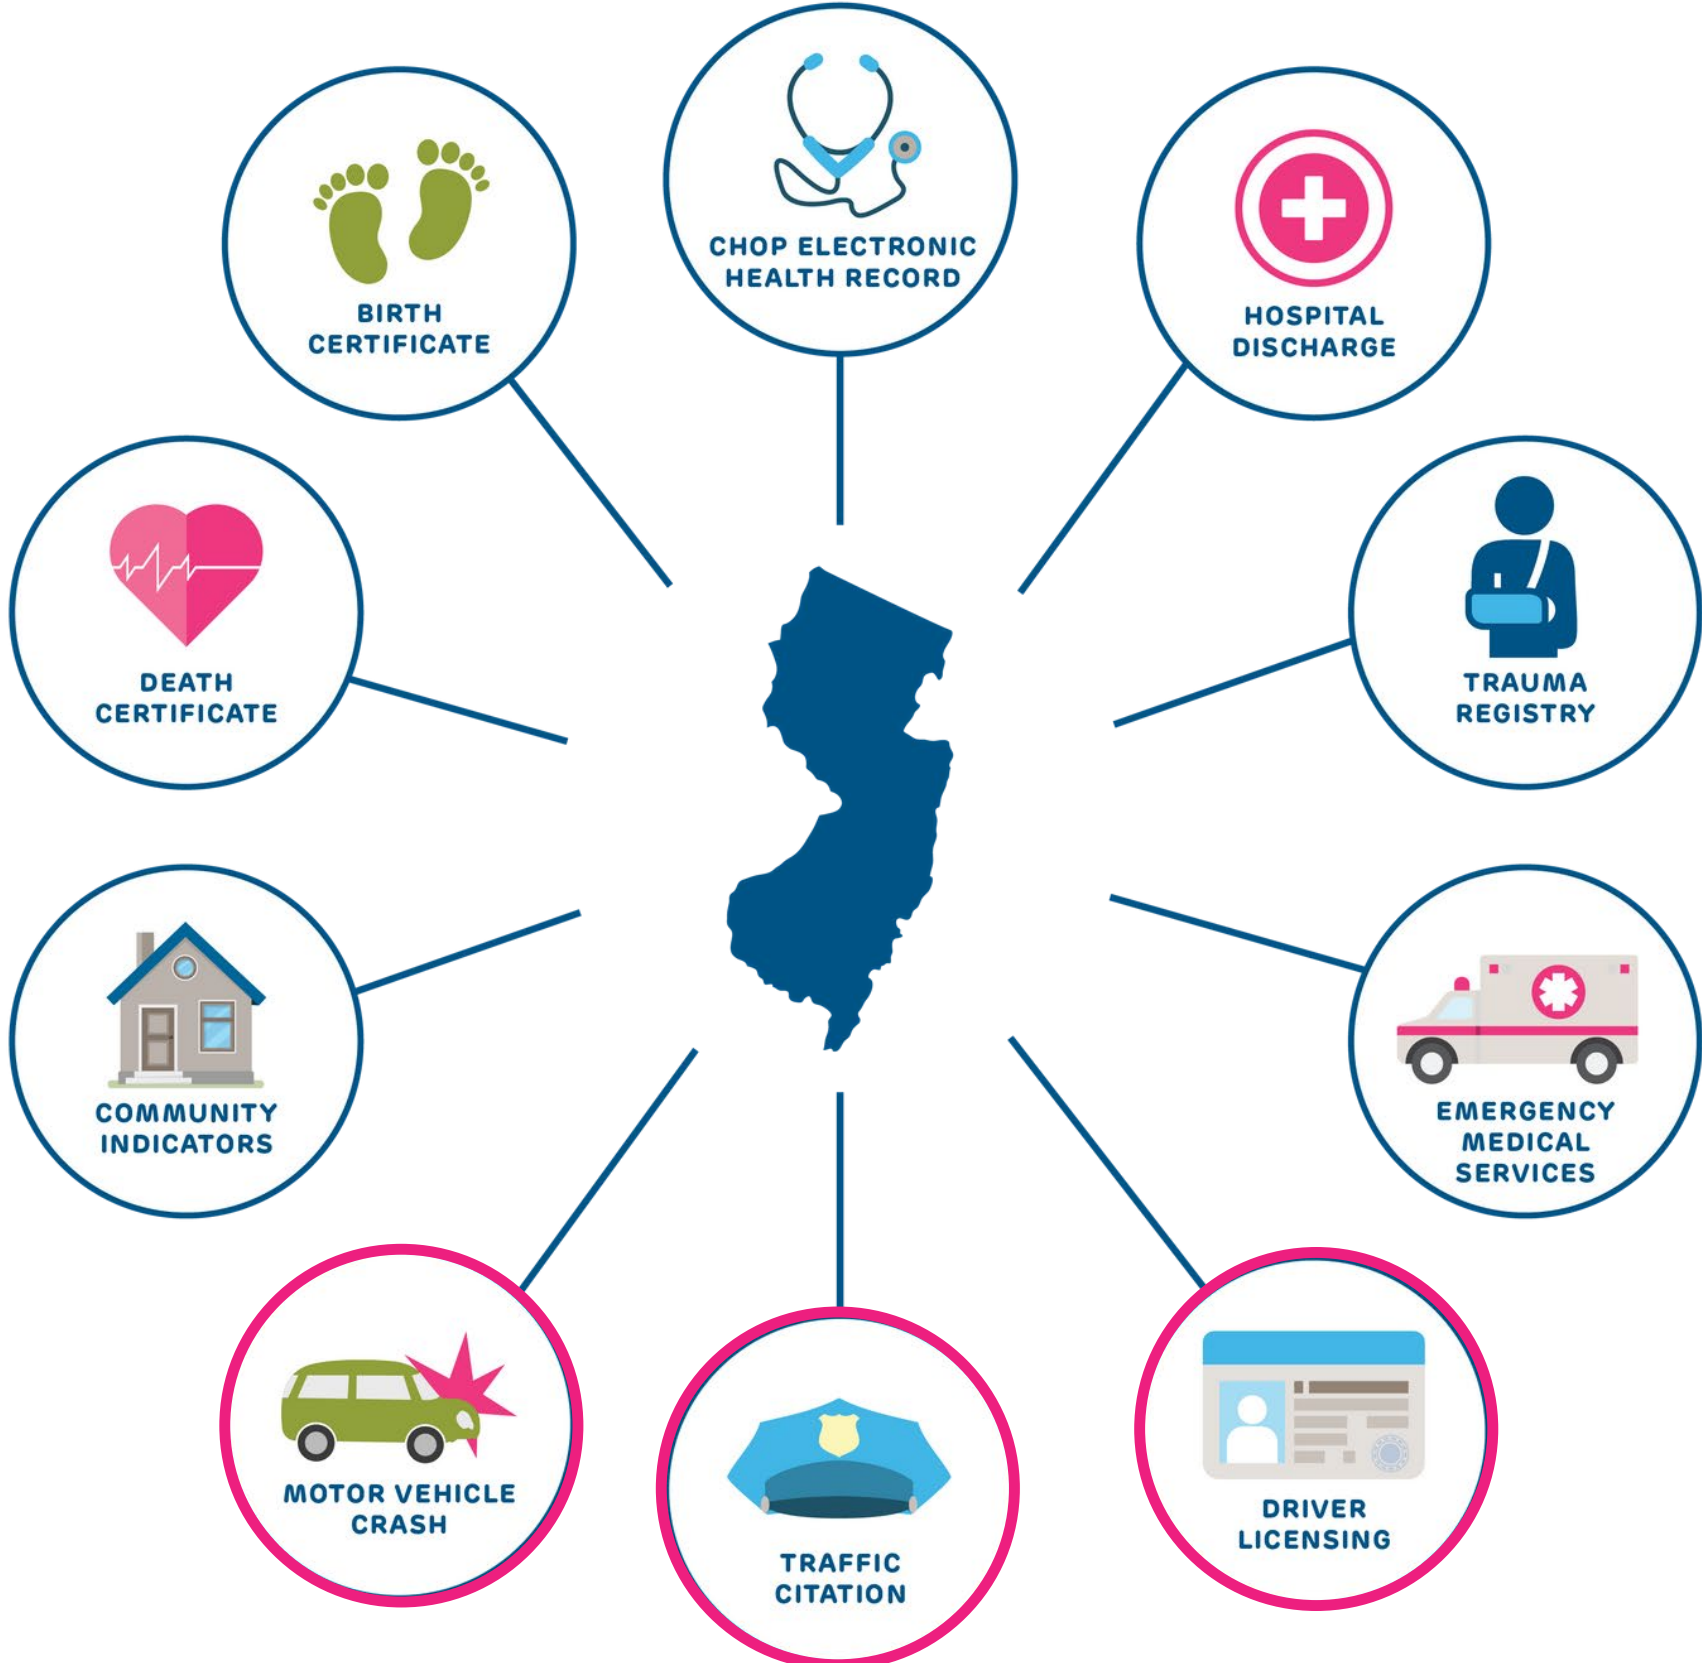 CHOP ELECTRONIC
HEALTH RECORD
BIRTH
CERTIFICATE
HOSPITAL
DISCHARGE
DEATH
CERTIFICATE
TRAUMA
REGISTRY
COMMUNITY
INDICATORS
EMERGENCY
MEDICAL
SERVICES
MOTOR VEHICLE
CRASH
TRAFFIC
CITATION
DRIVER
LICENSING